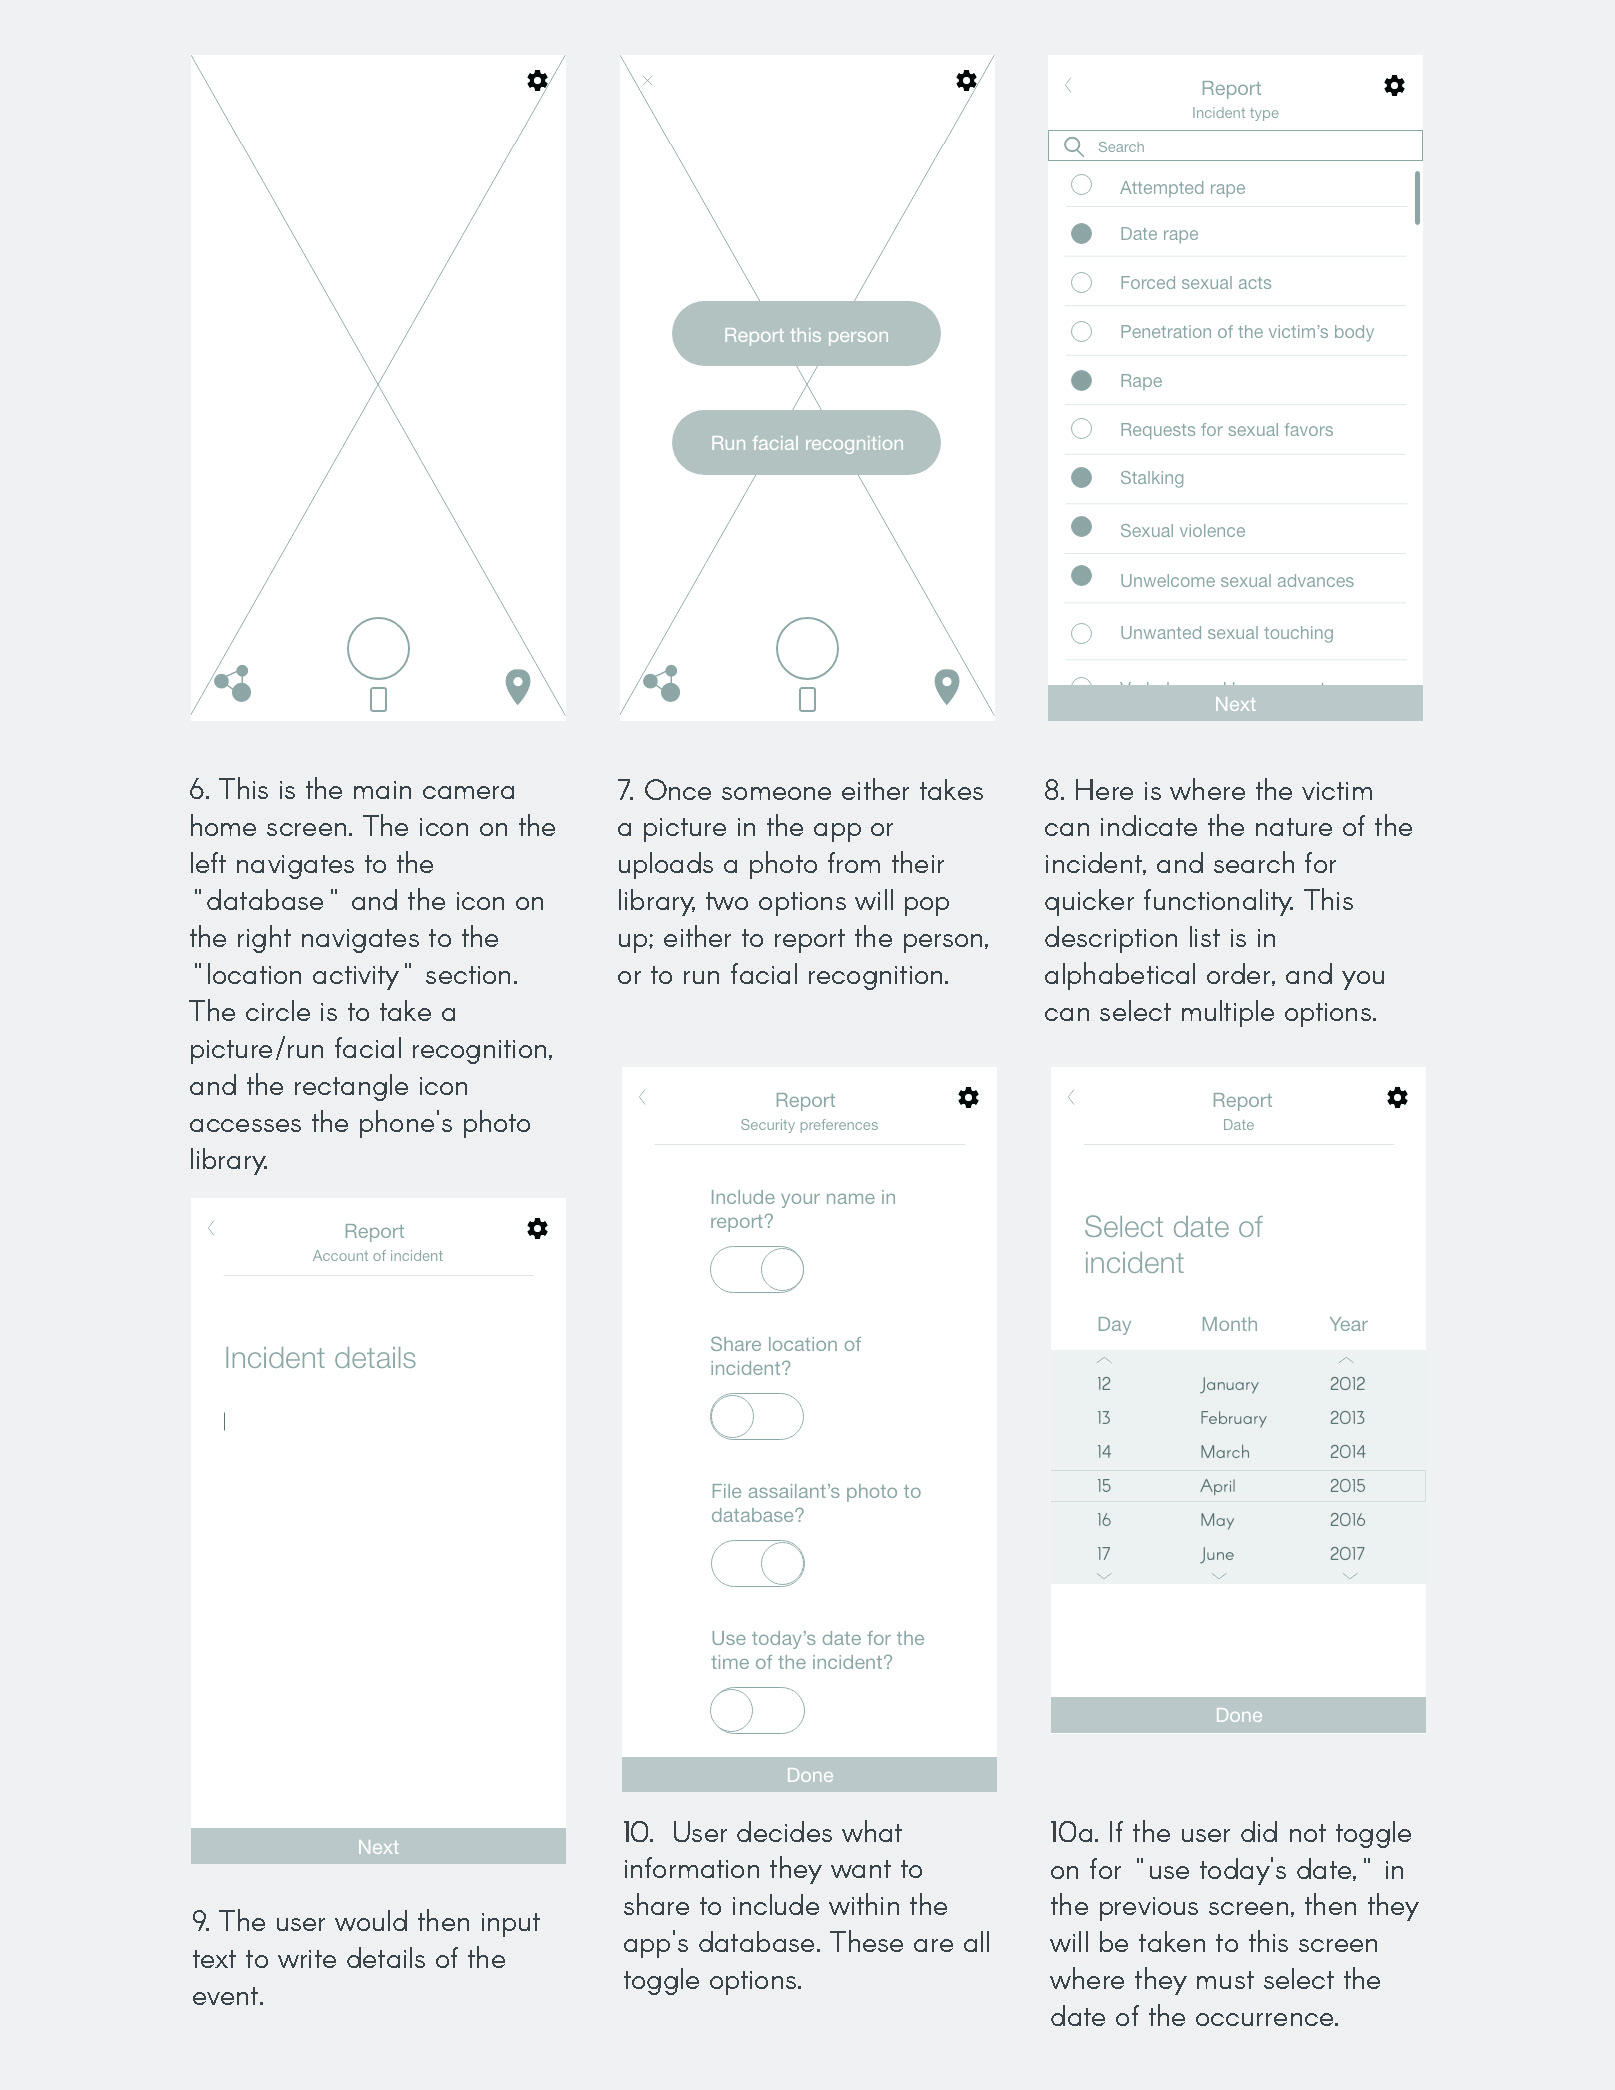 Report this person
Run facial recognition
Report
Incident type
Search
Attempted rape
Date rape
Forced sexual acts
Penetration of the victim's body
Rape
Requests for sexual favors
Stalking
Sexual violence
Unwelcome sexual advances
Unwanted sexual touching
Next
6. This is the main camera
home screen. The icon on the
left navigates to the
"database" and the icon on
the right navigates to the
"location activity" section.
The circle is to take a
picture/run facial recognition,
and the rectangle icon
accesses the phone's photo
library.
7. Once someone either takes
a picture in the app or
uploads a photo from their
library, two options will pop
up; either to report the person,
or to run facial recognition.
8. Here is where the victim
can indicate the nature of the
incident, and search for
quicker functionality. This
description list is in
alphabetical order, and you
can select multiple options.
Report
Account of incident
Incident details
Next
9. The user would then input
text to write details of the
event.
Report
Security preferences
Include your name in
report?
Share location of
incident?
File assailant's photo to
database?
Use today's date for the
time of the incident?
Done
10. User decides what
information they want to
share to include within the
app's database. These are all
toggle options.
Report
Date
Select date of
incident
Day Month Year
12 January 2012
13 February 2013
14 March 2014
15 April 2015
16 May 2016
17 June 2017
Done
10a. If the user did not toggle
on for "use today's date," in
the previous screen, then they
will be taken to this screen
where they must select the
date of the occurrence.